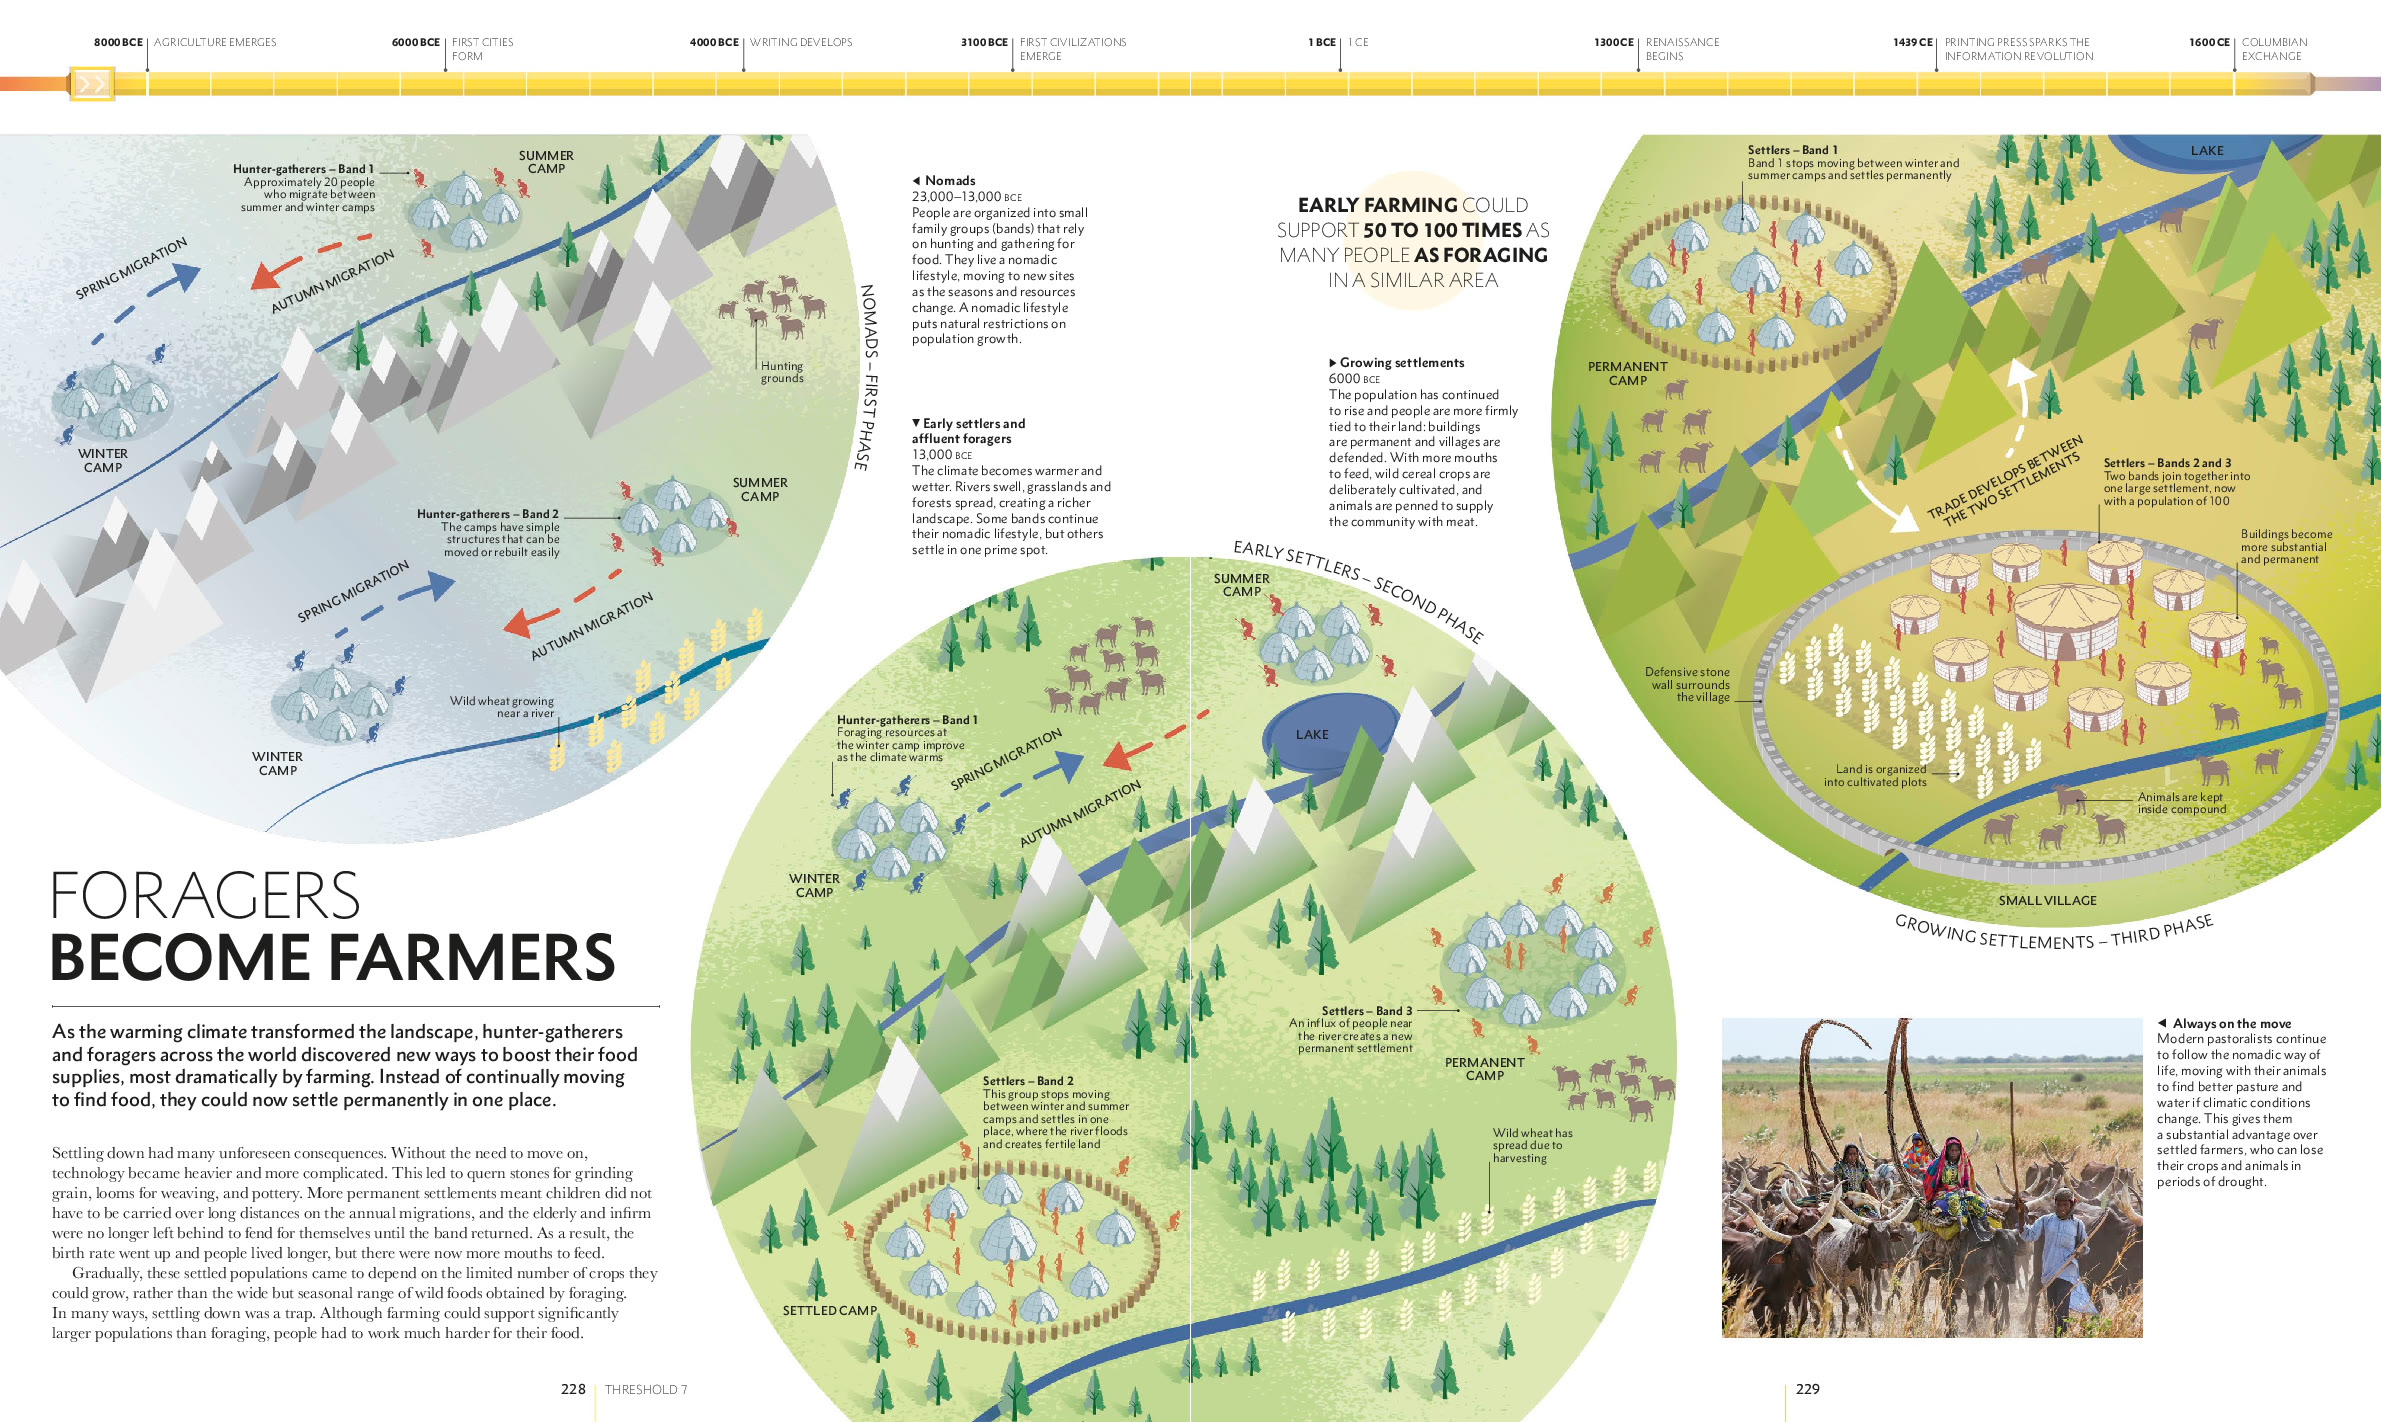 8000 BCE AGRICULTURE EMERGES
6000 BCE FIRST CITIES
FORM
4000 BCE WRITING DEVELOPS
3100 BCE FIRST CIVILIZATIONS
EMERGE
1 BCE 1 CE
1300 CE RENAISSANCE
BEGINS
1439 CE PRINTING PRESS SPARKS THE
INFORMATION REVOLUTION
1600 CE COLUMBIAN
EXCHANGE
Hunter-gatherers – Band 1
Approximately 20 people
who migrate between
summer and winter camps
SUMMER
CAMP
SPRING MIGRATION
AUTUMN MIGRATION
WINTER
CAMP
Hunting
grounds
NOMADS – FIRST PHASE
SUMMER
CAMP
Hunter-gatherers – Band 2
The camps have simple
structures that can be
moved or rebuilt easily
SPRING MIGRATION
AUTUMN MIGRATION
Wild wheat growing
near a river
WINTER
CAMP
FORAGERS
BECOME FARMERS
As the warming climate transformed the landscape, hunter-gatherers
and foragers across the world discovered new ways to boost their food
supplies, most dramatically by farming. Instead of continually moving
to find food, they could now settle permanently in one place.
Settling down had many unforeseen consequences. Without the need to move on,
technology became heavier and more complicated. This led to quern stones for grinding
grain, looms for weaving, and pottery. More permanent settlements meant children did not
have to be carried over long distances on the annual migrations, and the elderly and infirm
were no longer left behind to fend for themselves until the band returned. As a result, the
birth rate went up and people lived longer, but there were now more mouths to feed.
Gradually, these settled populations came to depend on the limited number of crops they
could grow, rather than the wide but seasonal range of wild foods obtained by foraging.
In many ways, settling down was a trap. Although farming could support significantly
larger populations than foraging, people had to work much harder for their food.
228 THRESHOLD 7
◀ Nomads
23,000–13,000 BCE
People are organized into small
family groups (bands) that rely
on hunting and gathering for
food. They live a nomadic
lifestyle, moving to new sites
as the seasons and resources
change. A nomadic lifestyle
puts natural restrictions on
population growth.
▼ Early settlers and
affluent foragers
13,000 BCE
The climate becomes warmer and
wetter. Rivers swell, grasslands and
forests spread, creating a richer
landscape. Some bands continue
their nomadic lifestyle, but others
settle in one prime spot.
EARLY SETTLERS – SECOND PHASE
SUMMER
CAMP
Hunter-gatherers – Band 1
Foraging resources at
the winter camp improve
as the climate warms
SPRING MIGRATION
AUTUMN MIGRATION
LAKE
WINTER
CAMP
Settlers – Band 3
An influx of people near
the river creates a new
permanent settlement
PERMANENT
CAMP
Settlers – Band 2
This group stops moving
between winter and summer
camps and settles in one
place, where the river floods
and creates fertile land
Wild wheat has
spread due to
harvesting
SETTLED CAMP
EARLY FARMING COULD
SUPPORT 50 TO 100 TIMES AS
MANY PEOPLE AS FORAGING
IN A SIMILAR AREA
▶ Growing settlements
6000 BCE
The population has continued
to rise and people are more firmly
tied to their land: buildings
are permanent and villages are
defended. With more mouths
to feed, wild cereal crops are
deliberately cultivated, and
animals are penned to supply
the community with meat.
Settlers – Band 1
Band 1 stops moving between winter and
summer camps and settles permanently
LAKE
PERMANENT
CAMP
TRADE DEVELOPS BETWEEN
THE TWO SETTLEMENTS
Settlers – Bands 2 and 3
Two bands join together into
one large settlement, now
with a population of 100
Buildings become
more substantial
and permanent
Defensive stone
wall surrounds
the village
Land is organized
into cultivated plots
Animals are kept
inside compound
SMALL VILLAGE
GROWING SETTLEMENTS – THIRD PHASE
◀ Always on the move
Modern pastoralists continue
to follow the nomadic way of
life, moving with their animals
to find better pasture and
water if climatic conditions
change. This gives them
a substantial advantage over
settled farmers, who can lose
their crops and animals in
periods of drought.
229